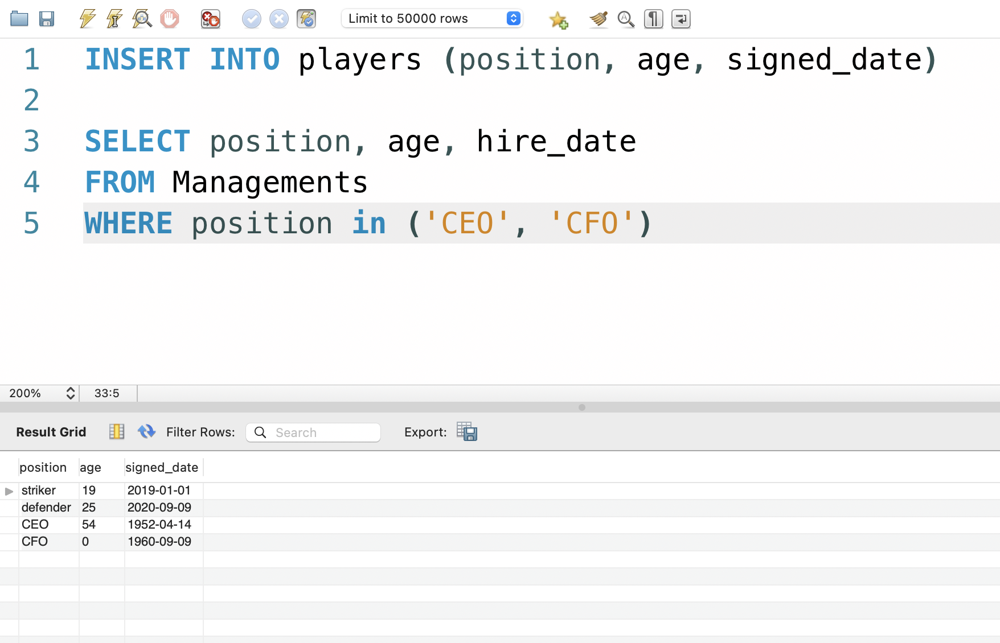 Limit to 50000 rows
1 INSERT INTO players (position, age, signed_date)
2
3 SELECT position, age, hire_date
4 FROM Managements
5 WHERE position in ('CEO', 'CFO')
200% 33:5
Result Grid Filter Rows: Search Export:
position age signed_date
striker 19 2019-01-01
defender 25 2020-09-09
CEO 54 1952-04-14
CFO 0 1960-09-09